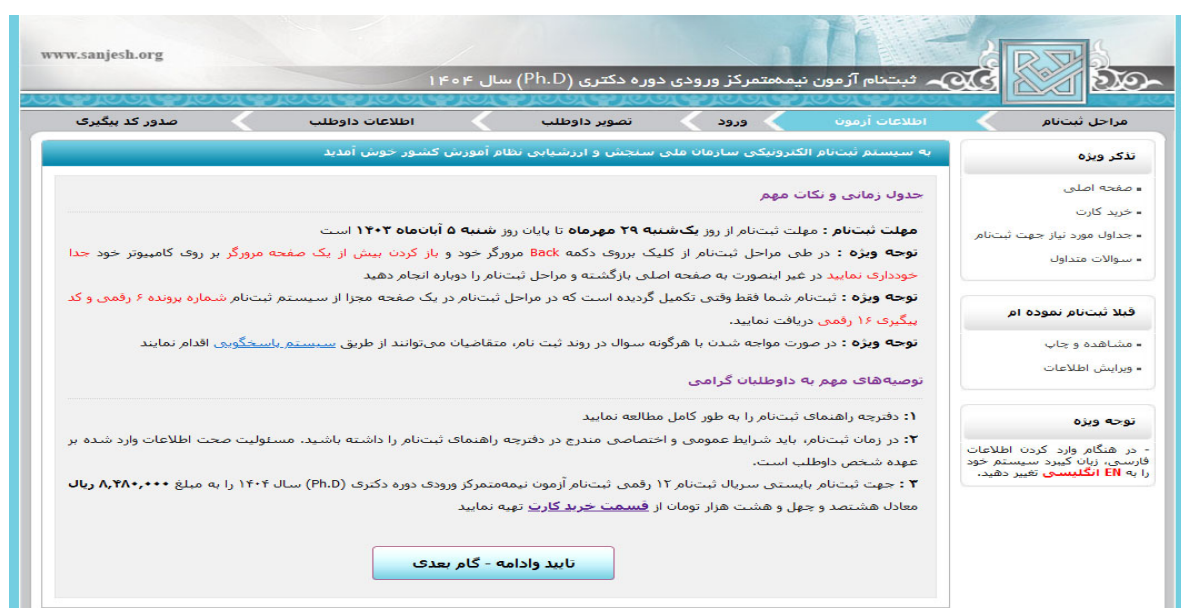 www.sanjesh.org
ثبت‌نام آزمون نیمه‌متمرکز ورودی دوره دکتری (Ph.D) سال ۱۴۰۴
مراحل ثبت‌نام
اطلاعات آزمون
ورود
تصویر داوطلب
اطلاعات داوطلب
صدور کد پیگیری
تذکر ویژه
صفحه اصلی
خرید کارت
جداول مورد نیاز جهت ثبت‌نام
سوالات متداول
قبلا ثبت‌نام نموده ام
مشاهده و چاپ
ویرایش اطلاعات
توجه ویژه
- در هنگام وارد کردن اطلاعات
فارسی، زبان کیبرد سیستم خود
را به EN انگلیسی تغییر دهید.
به سیستم ثبت‌نام الکترونیکی سازمان ملی سنجش و ارزشیابی نظام آموزش کشور خوش آمدید
جدول زمانی و نکات مهم
مهلت ثبت‌نام : مهلت ثبت‌نام از روز یک‌شنبه ۲۹ مهرماه تا پایان روز شنبه ۵ آبان‌ماه ۱۴۰۳ است
توجه ویژه : در طی مراحل ثبت‌نام از کلیک برروی دکمه Back مرورگر خود و باز کردن بیش از یک صفحه مرورگر بر روی کامپیوتر خود جدا
خودداری نمایید در غیر اینصورت به صفحه اصلی بازگشته و مراحل ثبت‌نام را دوباره انجام دهید
توجه ویژه : ثبت‌نام شما فقط وقتی تکمیل گردیده است که در مراحل ثبت‌نام در یک صفحه مجزا از سیستم ثبت‌نام شماره پرونده ۶ رقمی و کد
پیگیری ۱۶ رقمی دریافت نمایید.
توجه ویژه : در صورت مواجه شدن با هرگونه سوال در روند ثبت نام، متقاضیان می‌توانند از طریق سیستم پاسخگویی اقدام نمایند
توصیه‌های مهم به داوطلبان گرامی
۱: دفترچه راهنمای ثبت‌نام را به طور کامل مطالعه نمایید
۲: در زمان ثبت‌نام، باید شرایط عمومی و اختصاصی مندرج در دفترچه راهنمای ثبت‌نام را داشته باشید. مسئولیت صحت اطلاعات وارد شده بر
عهده شخص داوطلب است.
۳ : جهت ثبت‌نام بایستی سریال ثبت‌نام ۱۲ رقمی ثبت‌نام آزمون نیمه‌متمرکز ورودی دوره دکتری (Ph.D) سال ۱۴۰۴ را به مبلغ ۸,۴۸۰,۰۰۰ ریال
معادل هشتصد و چهل و هشت هزار تومان از قسمت خرید کارت تهیه نمایید
تایید وادامه - گام بعدی